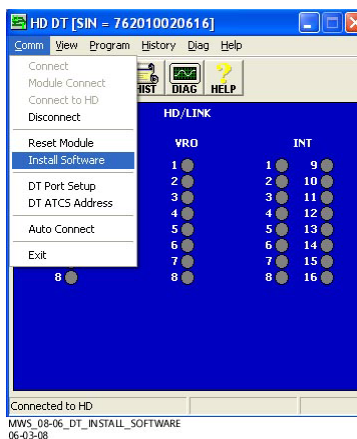 HD DT [SIN = 762010020616]
Comm View Program History Diag Help
Connect
Module Connect
Connect to HD
Disconnect
Reset Module
Install Software
DT Port Setup
DT ATCS Address
Auto Connect
Exit
HIST DIAG HELP
HD/LINK
VRO INT
1 1 9
2 2 10
3 3 11
4 4 12
5 5 13
6 6 14
7 7 15
8 8 8 16
Connected to HD
MWS_08-06_DT_INSTALL_SOFTWARE
06-03-08